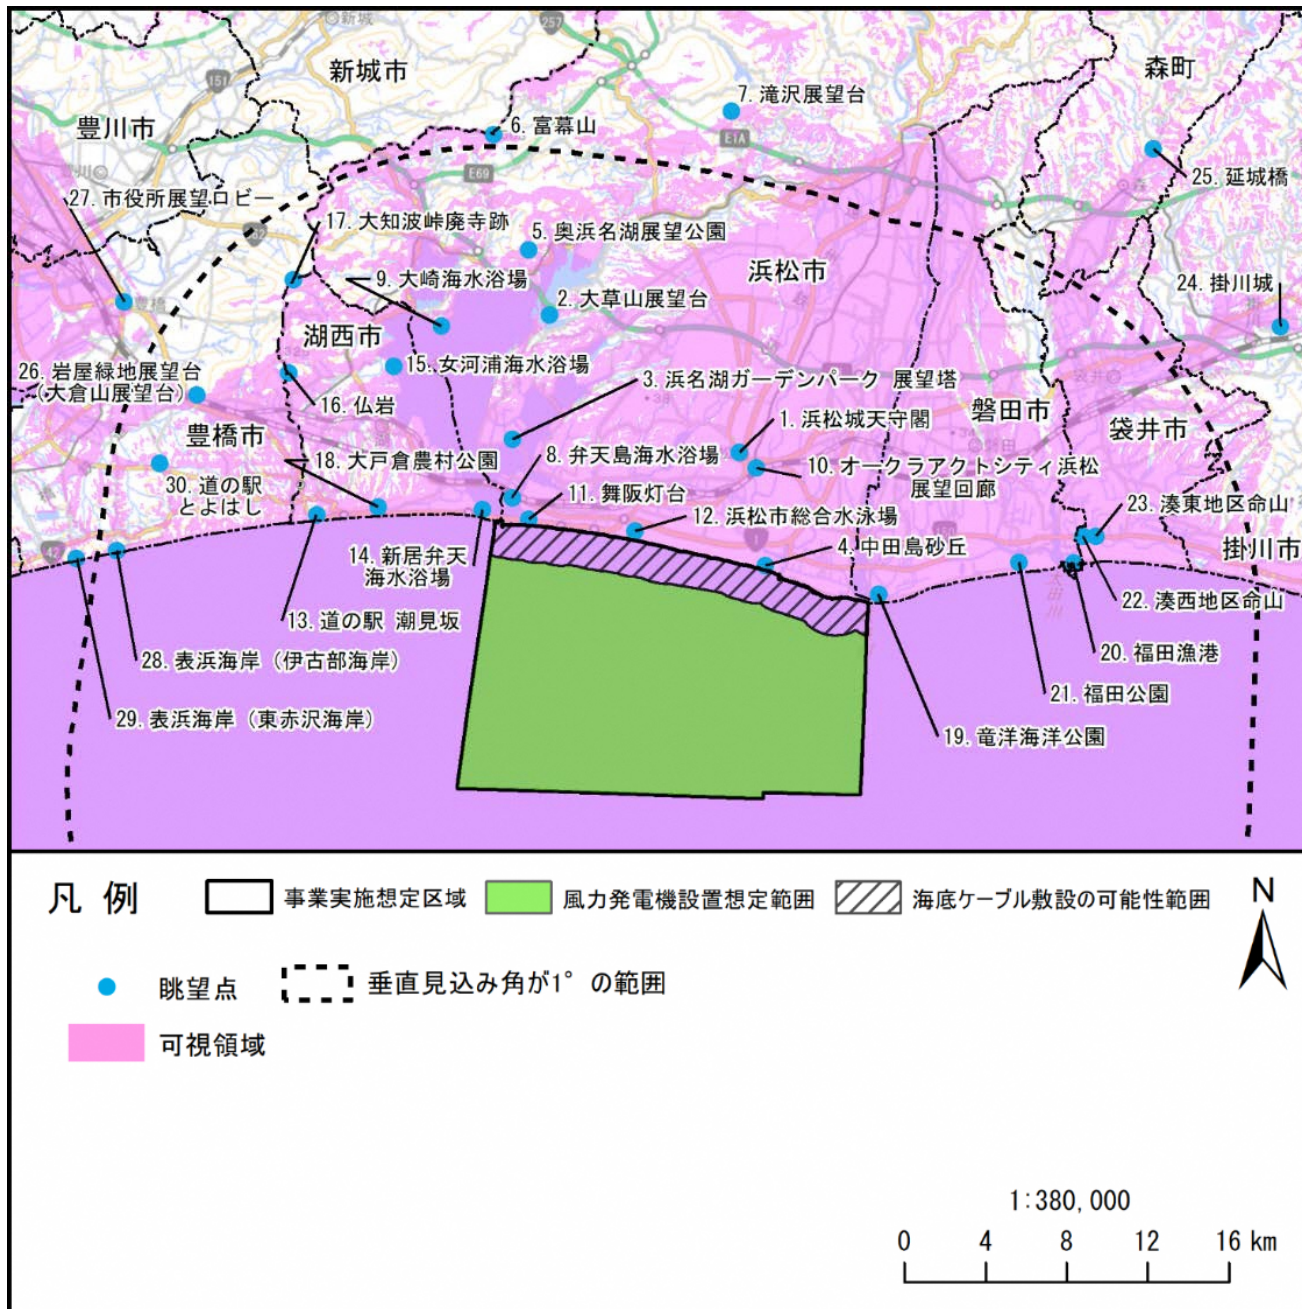 新城市
257
森町
7. 滝沢展望台
151
豊川市
6. 富幕山
E1A
豊川
E69
森
25. 延城橋
27. 市役所展望ロビー
17. 大知波峠廃寺跡
5. 奥浜名湖展望公園
9. 大崎海水浴場
浜松市
24. 掛川城
豊橋
2. 大草山展望台
湖西市
26. 岩屋緑地展望台
(大倉山展望台)
15. 女河浦海水浴場
3. 浜名湖ガーデンパーク 展望塔
袋井
16. 仏岩
磐田市
袋井市
豊橋市
1. 浜松城天守閣
18. 大戸倉農村公園
8. 弁天島海水浴場
10. オークラアクトシティ浜松
展望回廊
30. 道の駅
とよはし
11. 舞阪灯台
23. 湊東地区命山
12. 浜松市総合水泳場
1
42
14. 新居弁天
海水浴場
4. 中田島砂丘
掛川市
太田川
22. 湊西地区命山
13. 道の駅 潮見坂
20. 福田漁港
28. 表浜海岸（伊古部海岸）
21. 福田公園
29. 表浜海岸（東赤沢海岸）
19. 竜洋海洋公園
凡 例
事業実施想定区域
風力発電機設置想定範囲
海底ケーブル敷設の可能性範囲
N
眺望点
垂直見込み角が1° の範囲
可視領域
1:380,000
0 4 8 12 16 km